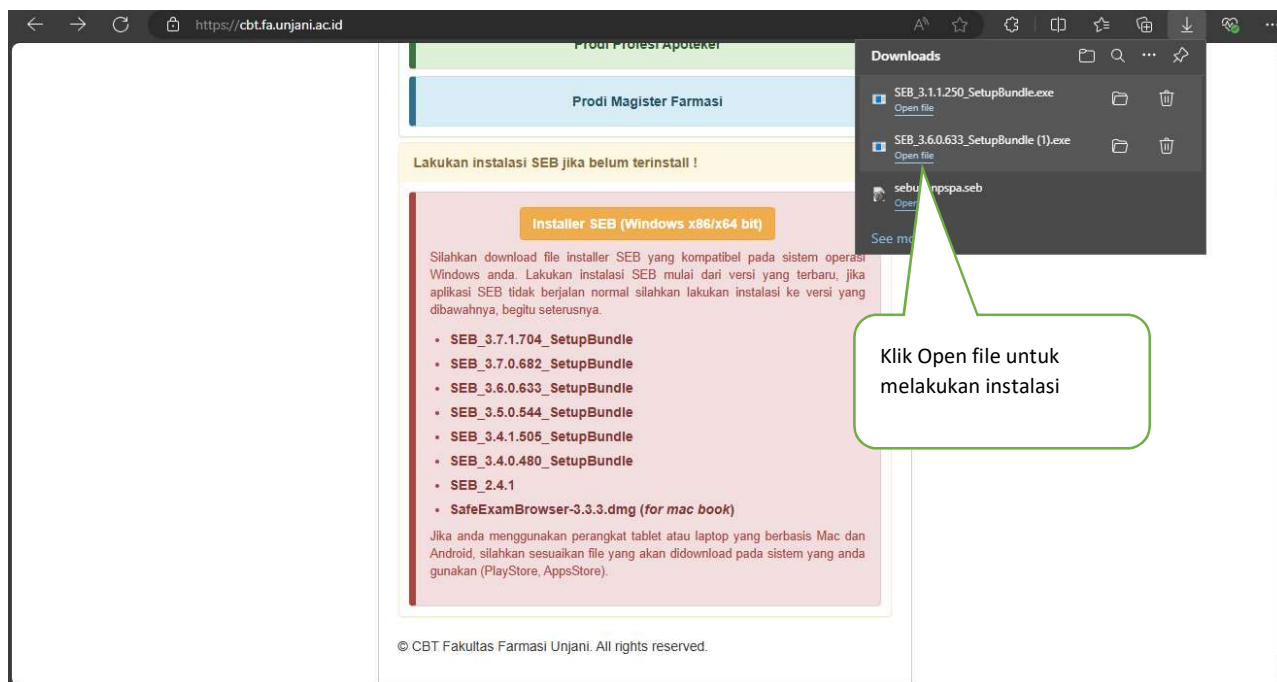 https://cbt.fa.unjani.ac.id
Prodi Profesi Apoteker
Prodi Magister Farmasi
Lakukan instalasi SEB jika belum terinstall !
Installer SEB (Windows x86/x64 bit)
Silahkan download file installer SEB yang kompatibel pada sistem operasi
Windows anda. Lakukan instalasi SEB mulai dari versi yang terbaru, jika
aplikasi SEB tidak berjalan normal silahkan lakukan instalasi ke versi yang
dibawahnya, begitu seterusnya.
• SEB_3.7.1.704_SetupBundle
• SEB_3.7.0.682_SetupBundle
• SEB_3.6.0.633_SetupBundle
• SEB_3.5.0.544_SetupBundle
• SEB_3.4.1.505_SetupBundle
• SEB_3.4.0.480_SetupBundle
• SEB_2.4.1
• SafeExamBrowser-3.3.3.dmg (for mac book)
Jika anda menggunakan perangkat tablet atau laptop yang berbasis Mac dan
Android, silahkan sesuaikan file yang akan didownload pada sistem yang anda
gunakan (PlayStore, AppsStore).
© CBT Fakultas Farmasi Unjani. All rights reserved.
Downloads
SEB_3.1.1.250_SetupBundle.exe
Open file
SEB_3.6.0.633_SetupBundle (1).exe
Open file
Klik Open file untuk
melakukan instalasi